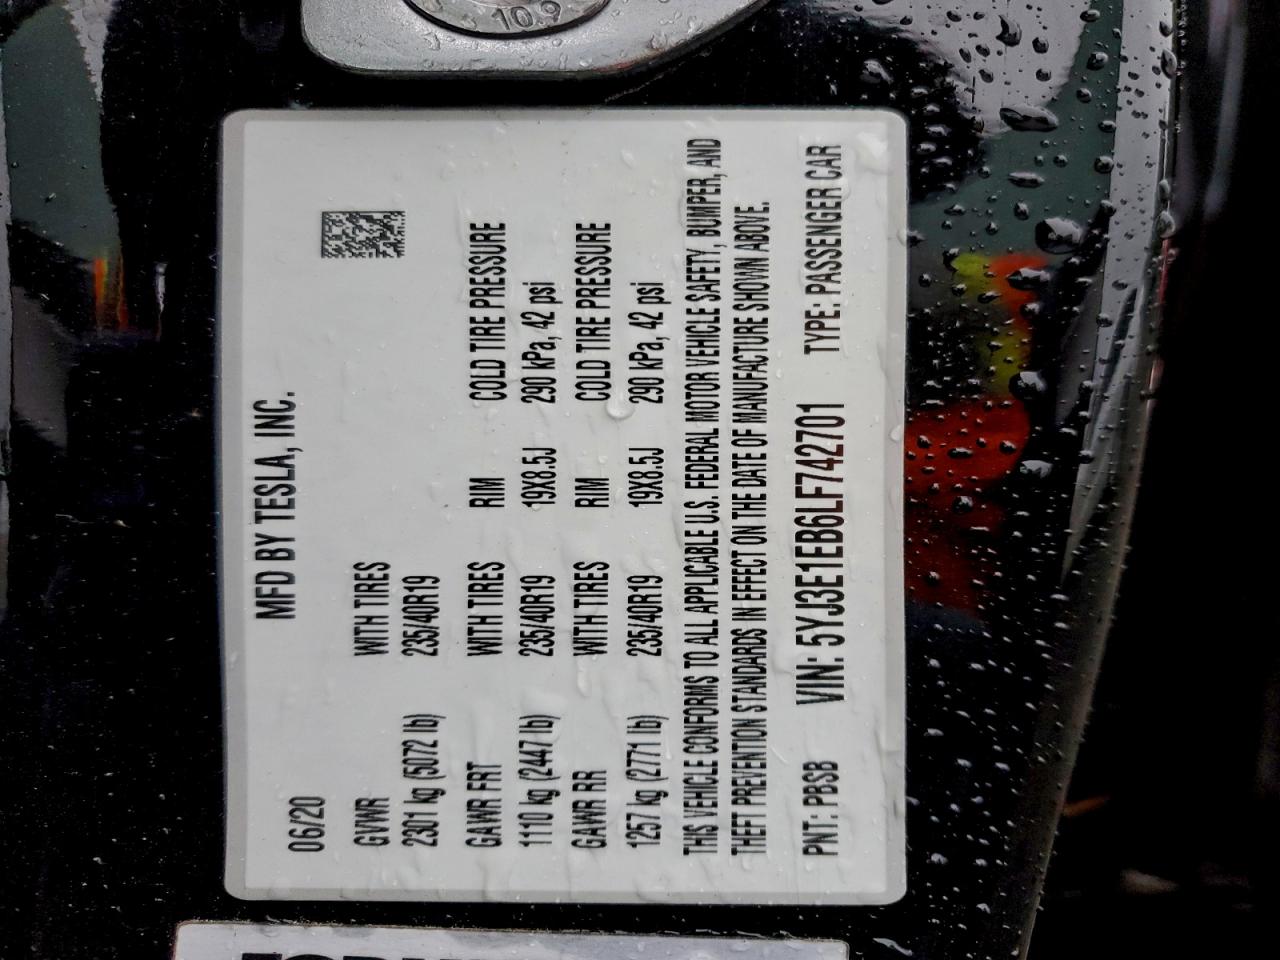 10.9
MFD BY TESLA, INC.
06/20
GVWR WITH TIRES
2301 kg (5072 lb) 235/40R19
GAWR FRT WITH TIRES RIM COLD TIRE PRESSURE
1110 kg (2447 lb) 235/40R19 19X8.5J 290 kPa, 42 psi
GAWR RR WITH TIRES RIM COLD TIRE PRESSURE
1257 kg (2771 lb) 235/40R19 19X8.5J 290 kPa, 42 psi
THIS VEHICLE CONFORMS TO ALL APPLICABLE U.S. FEDERAL MOTOR VEHICLE SAFETY, BUMPER, AND
THEFT PREVENTION STANDARDS IN EFFECT ON THE DATE OF MANUFACTURE SHOWN ABOVE.
PNT: PBSB VIN: 5YJ3E1EB6LF742701 TYPE: PASSENGER CAR